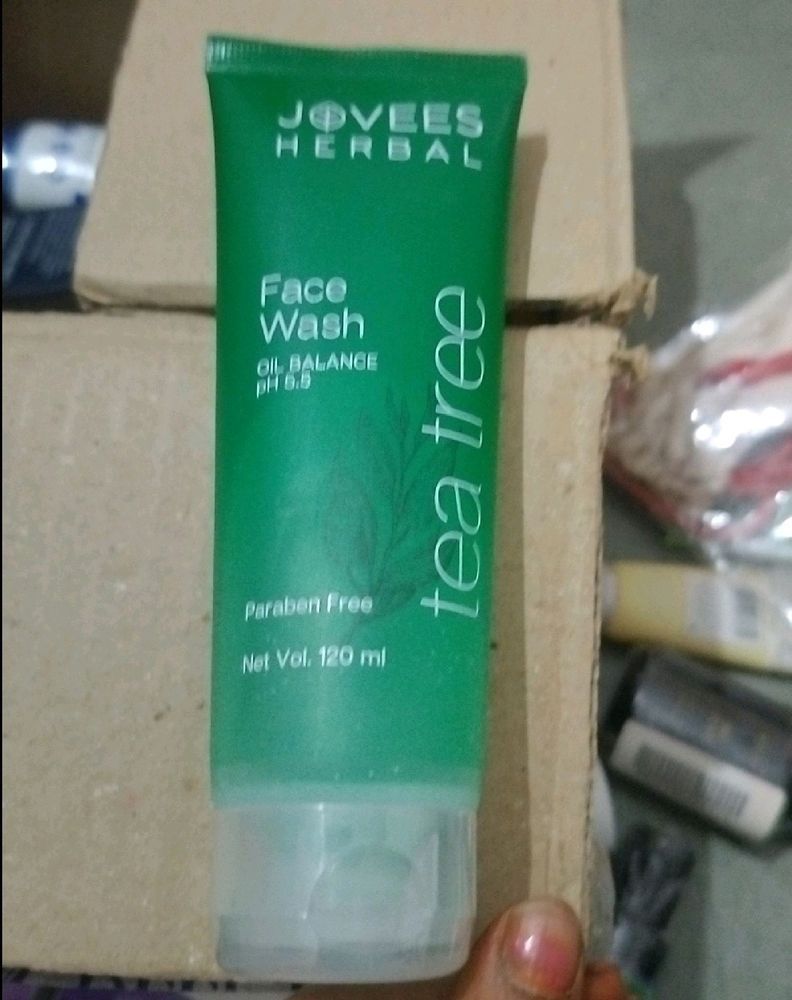 JOVEES
HERBAL
Face
Wash
OIL BALANCE
pH 5.5
tea tree
Paraben Free
Net Vol. 120 ml